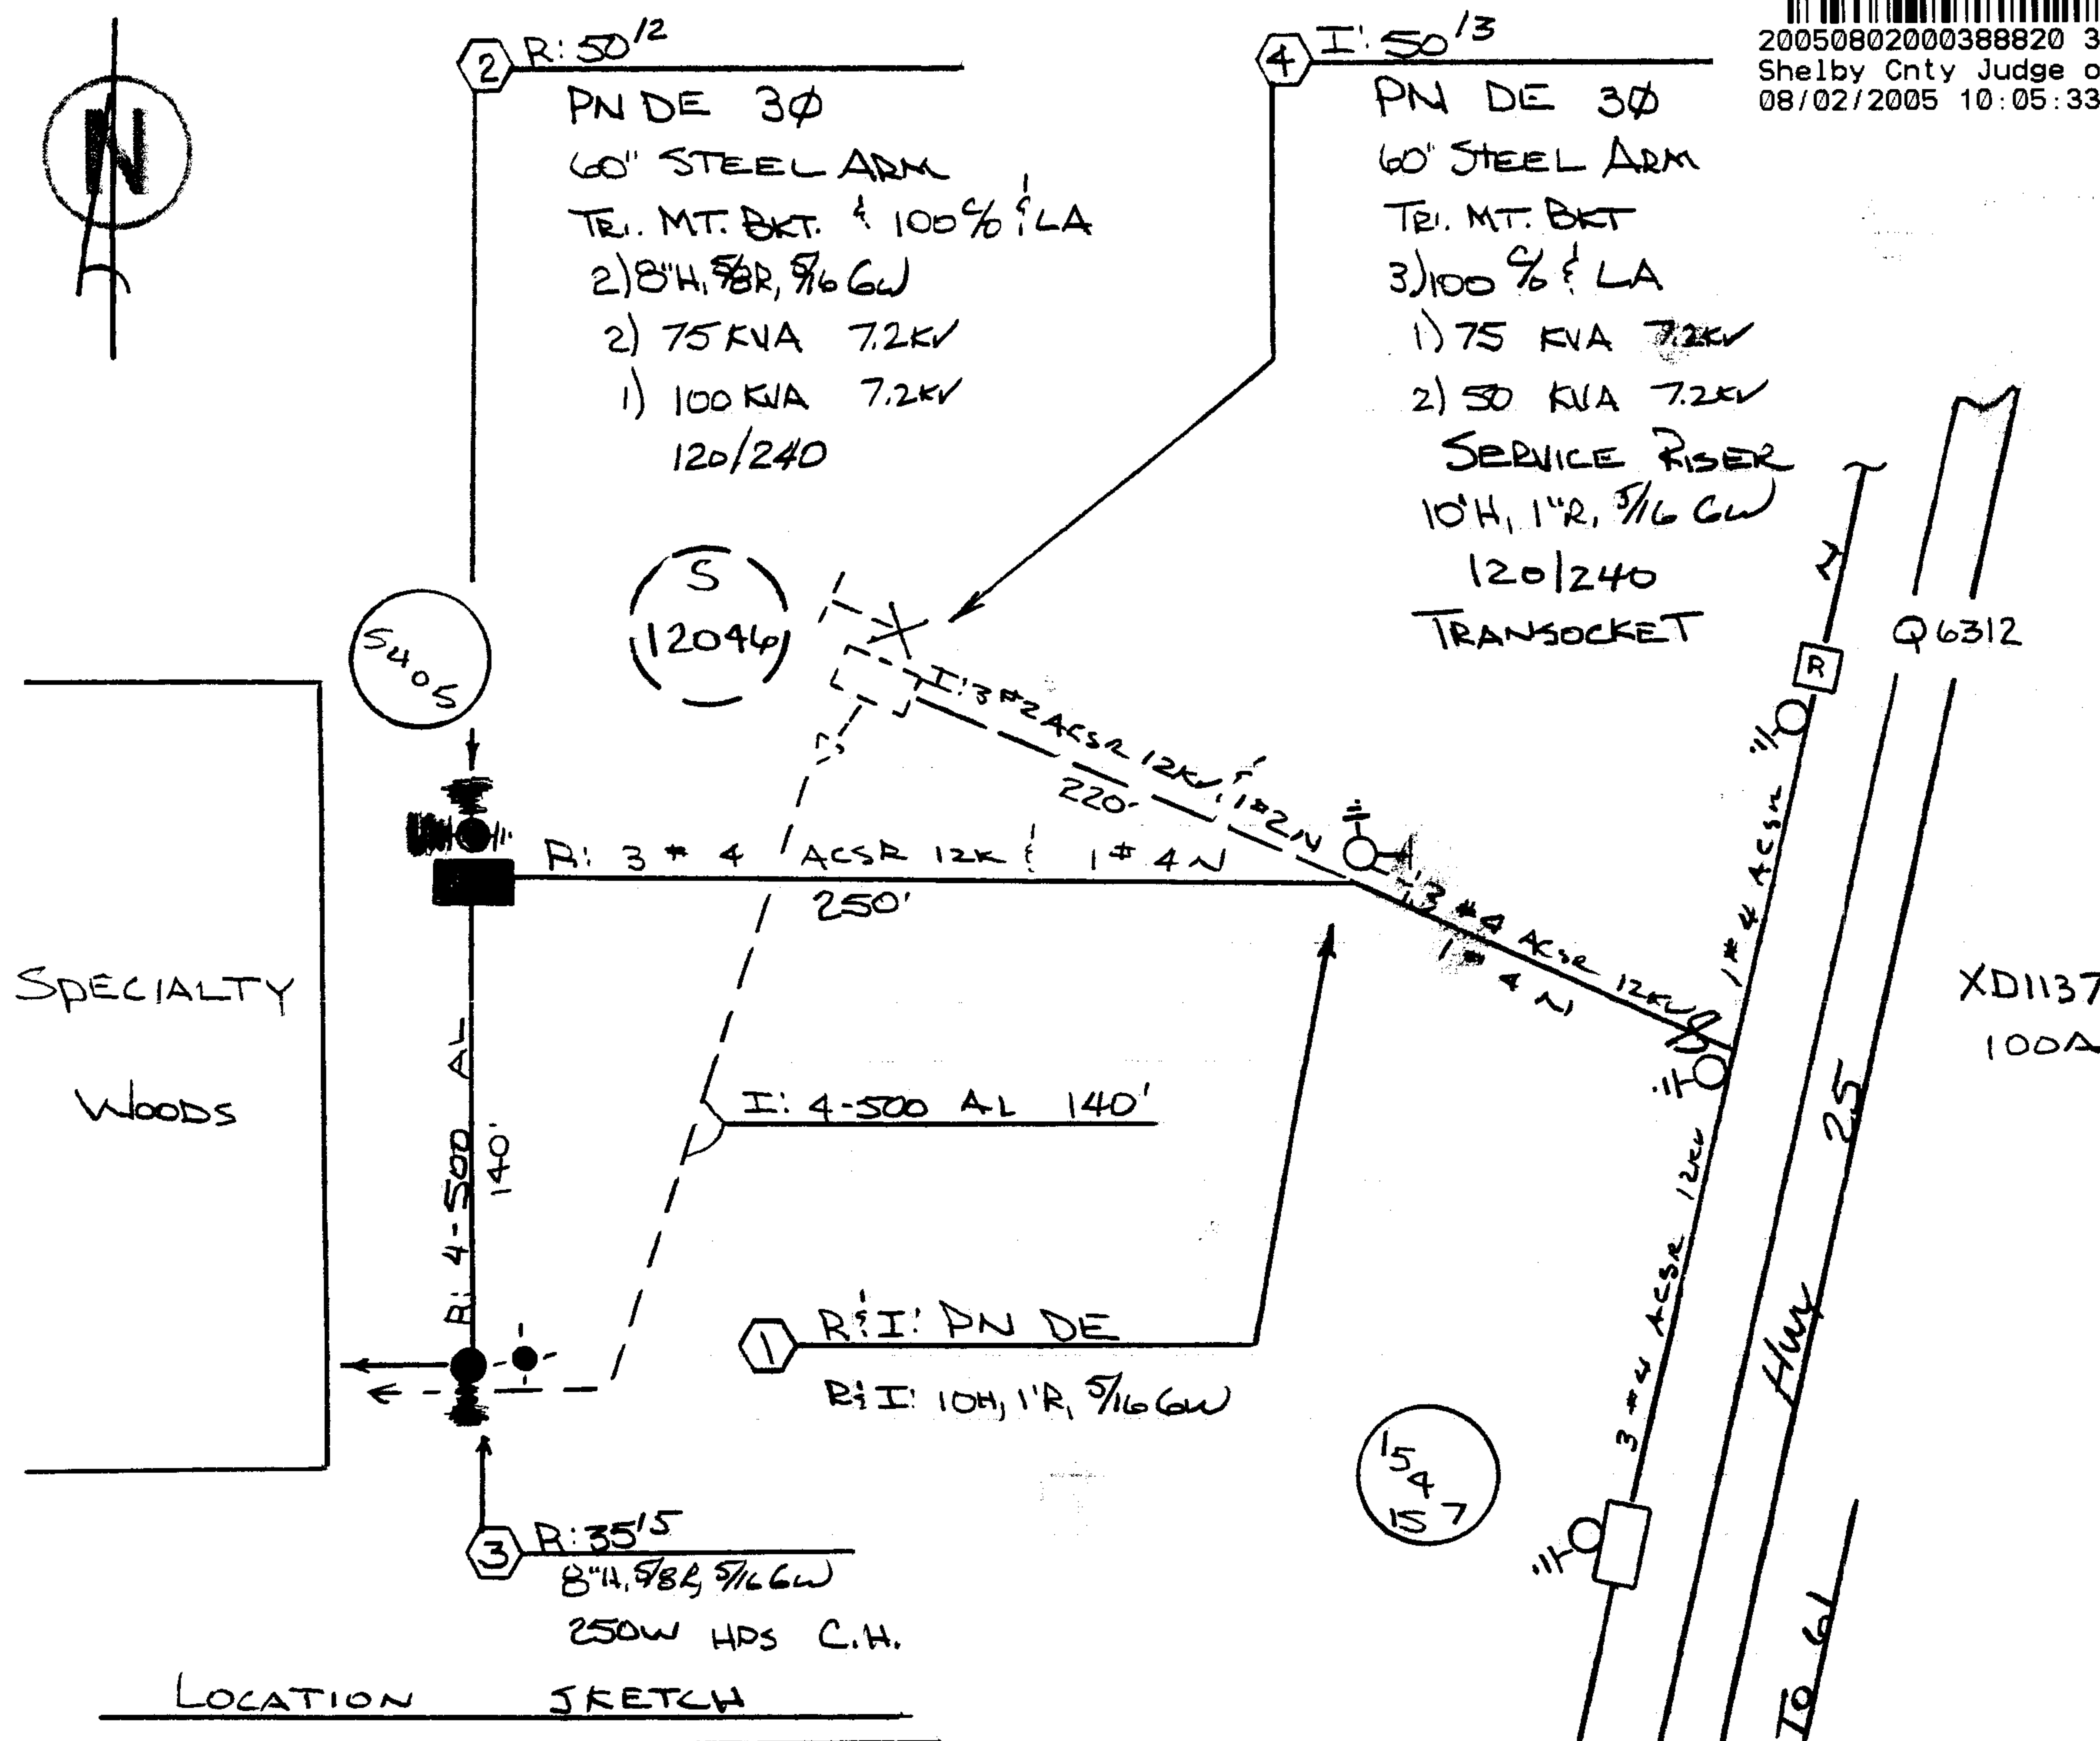 N
2 R: 50'2
PN DE 3Ø
60" STEEL ARM
TRI. MT. BKT. & 100 C/O & LA
2) 8"H, 5/8R, 5/16 GW
2) 75 KVA 7.2KV
1) 100 KVA 7.2KV
120/240
4 I: 50'3
PN DE 3Ø
60" STEEL ARM
TRI. MT. BKT
3) 100 C/O & LA
1) 75 KVA 7.2KV
2) 50 KVA 7.2KV
SERVICE RISER
10"H, 1"R, 5/16 GW
120/240
TRANSOCKET
20050802000388820 3
Shelby Cnty Judge o
08/02/2005 10:05:33
S405
S
12046
Q6312
R
I: 3 #2 ACSR 12KV & 1 #2 N
220'
R: 3 # 4 ACSR 12K & 1 # 4 N
250'
3 #4 ACSR 12KV
1 # 4 N
1 # 4 ACSR
XD1137
100A
SPECIALTY
WOODS
R: 4-500 AL
140'
I: 4-500 AL 140'
1 R & I: PN DE
R & I: 10H, 1"R, 5/16 GW
3 #4 ACSR 12KV
HWY 25
15
4
157
3 R: 35'5
8"H, 5/8R, 5/16 GW
250W HPS C.H.
LOCATION SKETCH
To